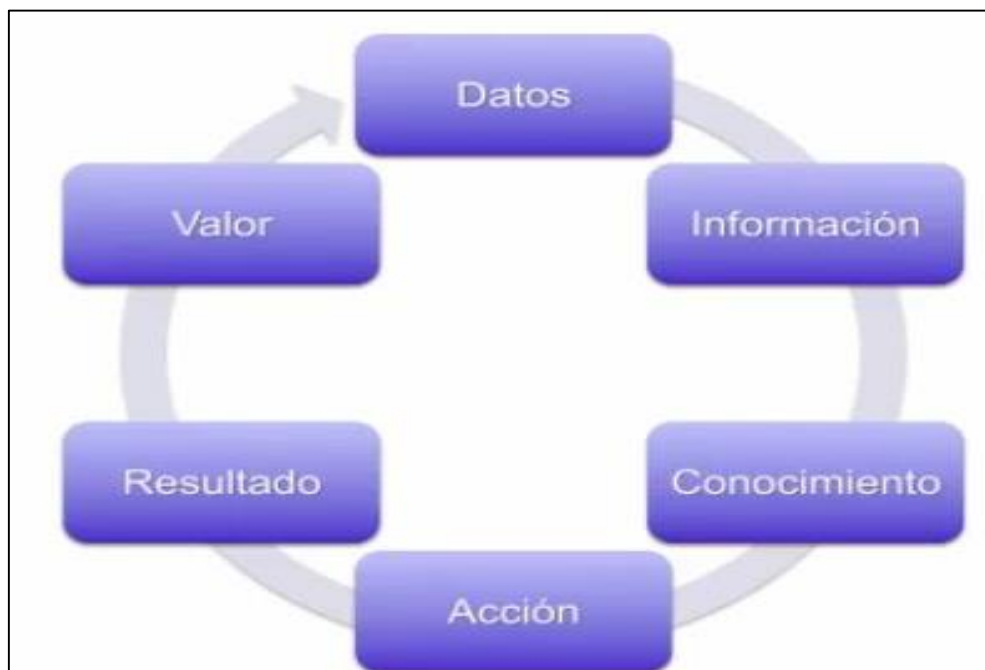 Datos
Información
Conocimiento
Acción
Resultado
Valor